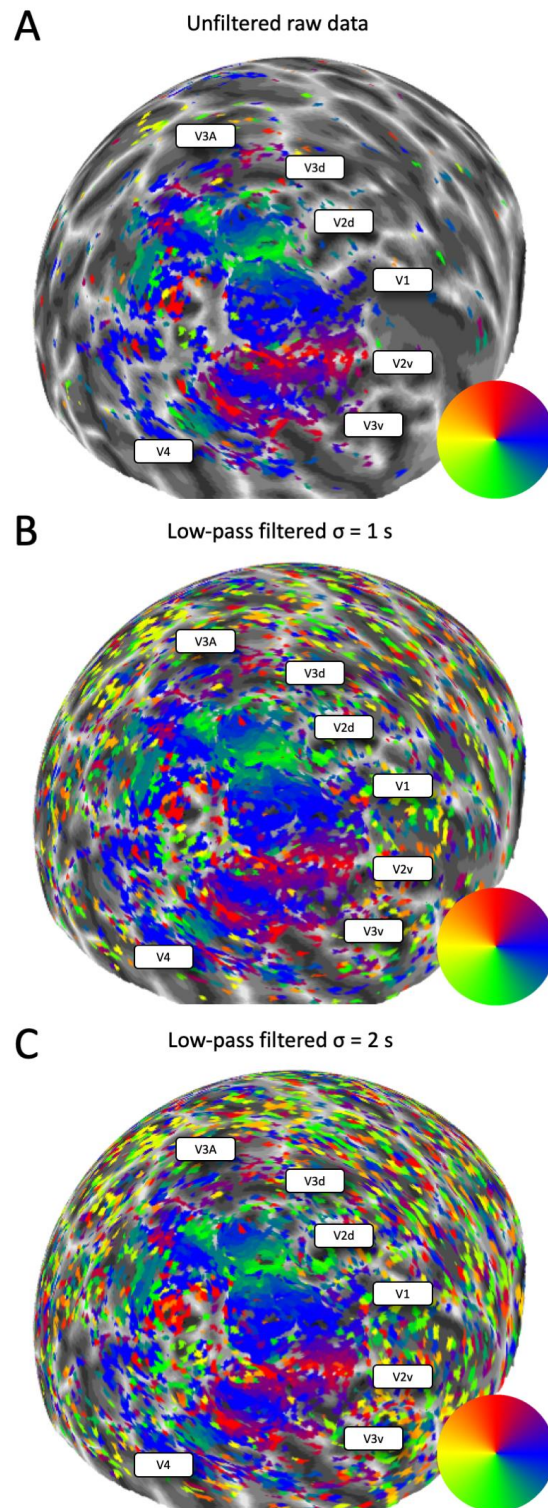 A
Unfiltered raw data
V3A
V3d
V2d
V1
V2v
V3v
V4
B
Low-pass filtered σ = 1 s
V3A
V3d
V2d
V1
V2v
V3v
V4
C
Low-pass filtered σ = 2 s
V3A
V3d
V2d
V1
V2v
V3v
V4